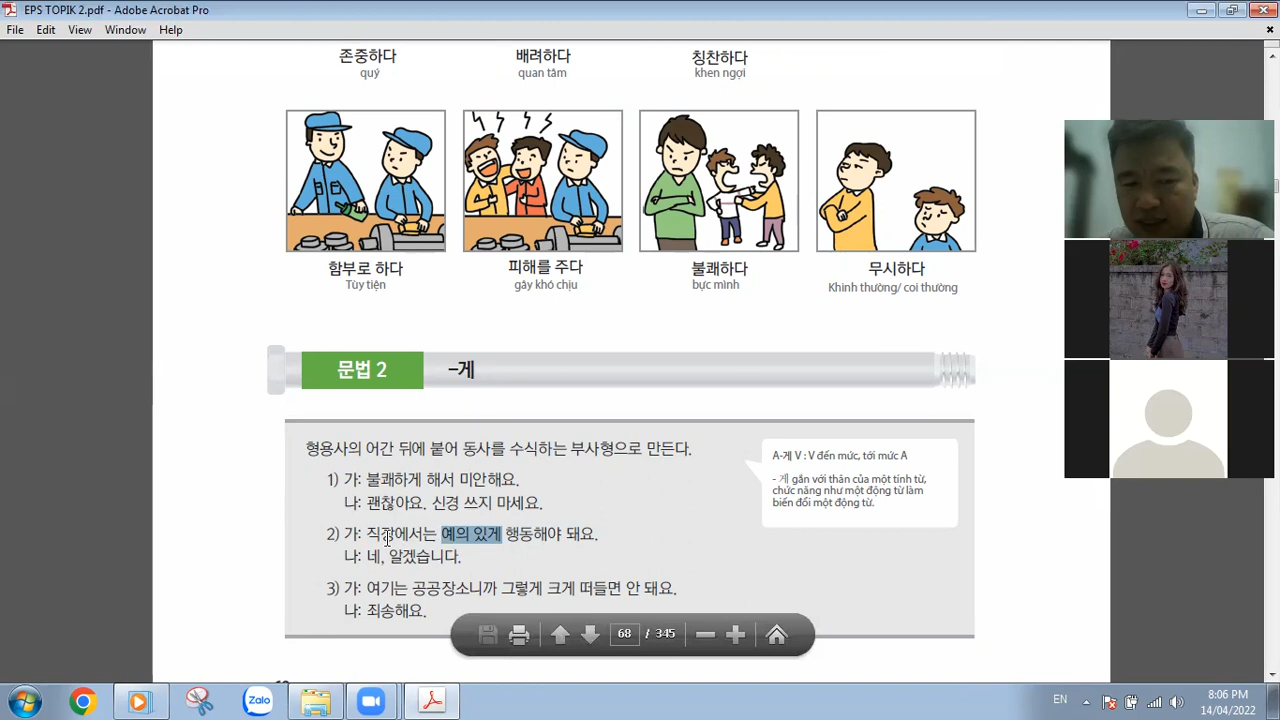 EPS TOPIK 2.pdf - Adobe Acrobat Pro
File Edit View Window Help
존중하다 배려하다 칭찬하다
quý quan tâm khen ngợi
함부로 하다 피해를 주다 불쾌하다 무시하다
Tùy tiện gây khó chịu bực mình Khinh thường/ coi thường
문법 2 -게
형용사의 어간 뒤에 붙어 동사를 수식하는 부사형으로 만든다.
1) 가: 불쾌하게 해서 미안해요.
나: 괜찮아요. 신경 쓰지 마세요.
2) 가: 직장에서는 예의 있게 행동해야 돼요.
나: 네, 알겠습니다.
3) 가: 여기는 공공장소니까 그렇게 크게 떠들면 안 돼요.
나: 죄송해요.
A-게 V : V đến mức, tới mức A
- 게 gắn với thân của một tính từ,
chức năng như một động từ làm
biến đổi một động từ.
68 / 345
Zalo
EN
8:06 PM
14/04/2022